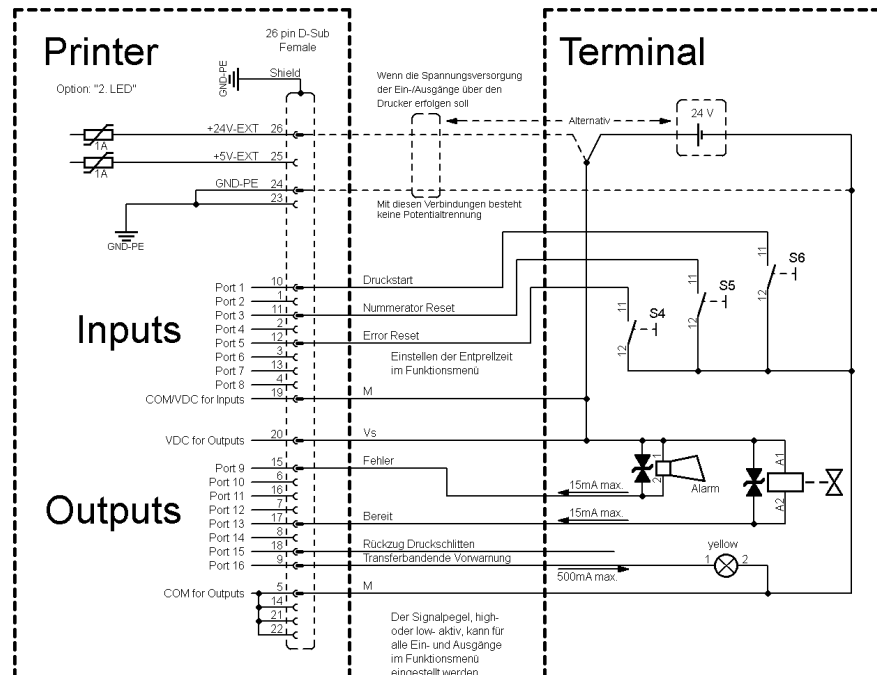 Printer
26 pin D-Sub
Female
Terminal
Option: "2. LED"
GND-PE
Shield
Wenn die Spannungsversorgung
der Ein-/Ausgänge über den
Drucker erfolgen soll
Alternativ
24 V
+24V-EXT 26
1A
+5V-EXT 25
1A
GND-PE 24
23
GND-PE
Mit diesen Verbindungen besteht
keine Potentialtrennung
Inputs
Port 1 10 Druckstart
Port 2 1
Port 3 11 Nummerator Reset
Port 4 2
Port 5 12 Error Reset
Port 6 3
Port 7 13
Port 8 4
COM/VDC for Inputs 19 M
Einstellen der Entprellzeit
im Funktionsmenü
11
12
S4
11
12
S5
11
12
S6
VDC for Outputs 20 Vs
Outputs
Port 9 15 Fehler
Port 10 6
Port 11 16
Port 12 7
Port 13 17 Bereit
Port 14 8
Port 15 18 Rückzug Druckschlitten
Port 16 9 Transferbandende Vorwarnung
COM for Outputs 5 M
14
21
22
15mA max.
15mA max.
500mA max.
1
2
Alarm
A1
A2
yellow
1 2
Der Signalpegel, high-
oder low- aktiv, kann für
alle Ein- und Ausgänge
im Funktionsmenü
eingestellt werden